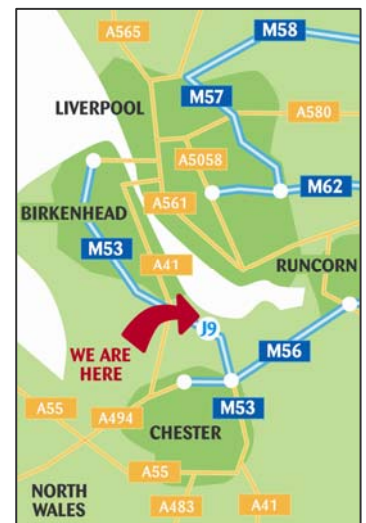 A565
M58
M57
LIVERPOOL
A580
A5058
M62
A561
BIRKENHEAD
M53
A41
RUNCORN
J9
WE ARE
HERE
M56
A55
A494
M53
CHESTER
A55
NORTH
WALES
A483
A41